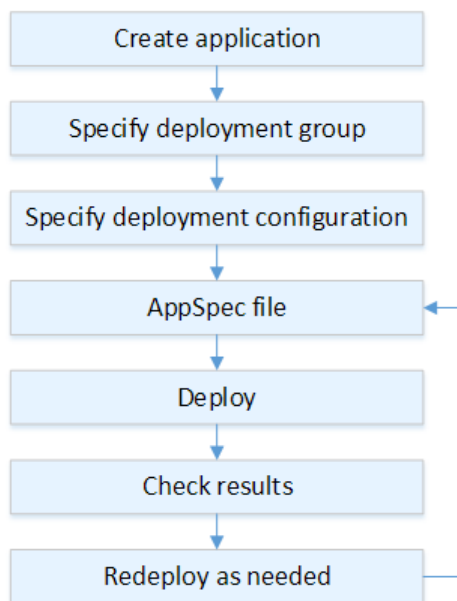 Create application
Specify deployment group
Specify deployment configuration
AppSpec file
Deploy
Check results
Redeploy as needed